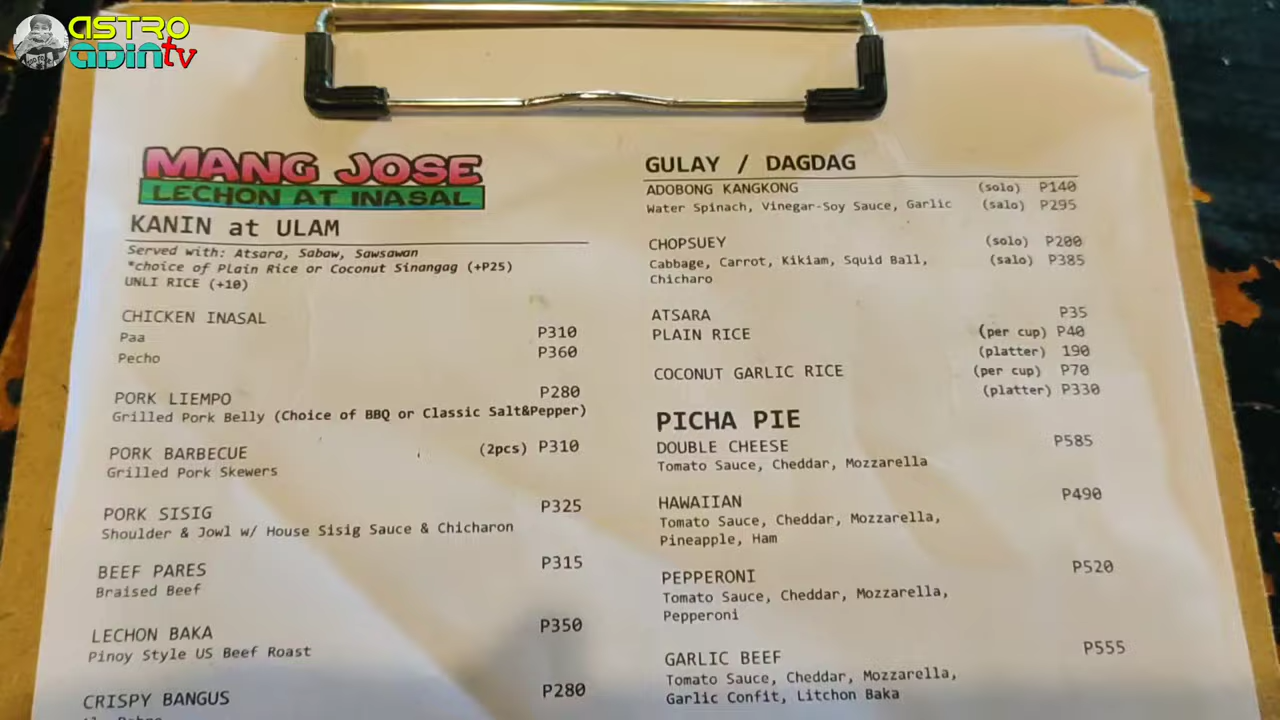 ASTRO
ADIN tv
MANG JOSE
LECHON AT INASAL
KANIN at ULAM
Served with: Atsara, Sabaw, Sawsawan
*choice of Plain Rice or Coconut Sinangag (+P25)
UNLI RICE (+10)
CHICKEN INASAL
Paa P310
Pecho P360
PORK LIEMPO P280
Grilled Pork Belly (Choice of BBQ or Classic Salt&Pepper)
PORK BARBECUE (2pcs) P310
Grilled Pork Skewers
PORK SISIG P325
Shoulder & Jowl w/ House Sisig Sauce & Chicharon
BEEF PARES P315
Braised Beef
LECHON BAKA P350
Pinoy Style US Beef Roast
CRISPY BANGUS P280
GULAY / DAGDAG
ADOBONG KANGKONG (solo) P140
Water Spinach, Vinegar-Soy Sauce, Garlic (salo) P295
CHOPSUEY (solo) P200
Cabbage, Carrot, Kikiam, Squid Ball, (salo) P385
Chicharo
ATSARA P35
PLAIN RICE (per cup) P40
(platter) 190
COCONUT GARLIC RICE (per cup) P70
(platter) P330
PICHA PIE
DOUBLE CHEESE P585
Tomato Sauce, Cheddar, Mozzarella
HAWAIIAN P490
Tomato Sauce, Cheddar, Mozzarella,
Pineapple, Ham
PEPPERONI P520
Tomato Sauce, Cheddar, Mozzarella,
Pepperoni
GARLIC BEEF P555
Tomato Sauce, Cheddar, Mozzarella,
Garlic Confit, Litchon Baka